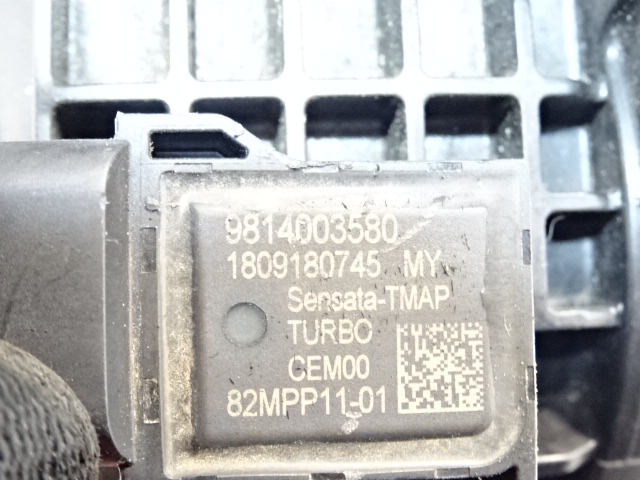 9814003580
1809180745 MY
Sensata-TMAP
TURBO
CEM00
82MPP11-01